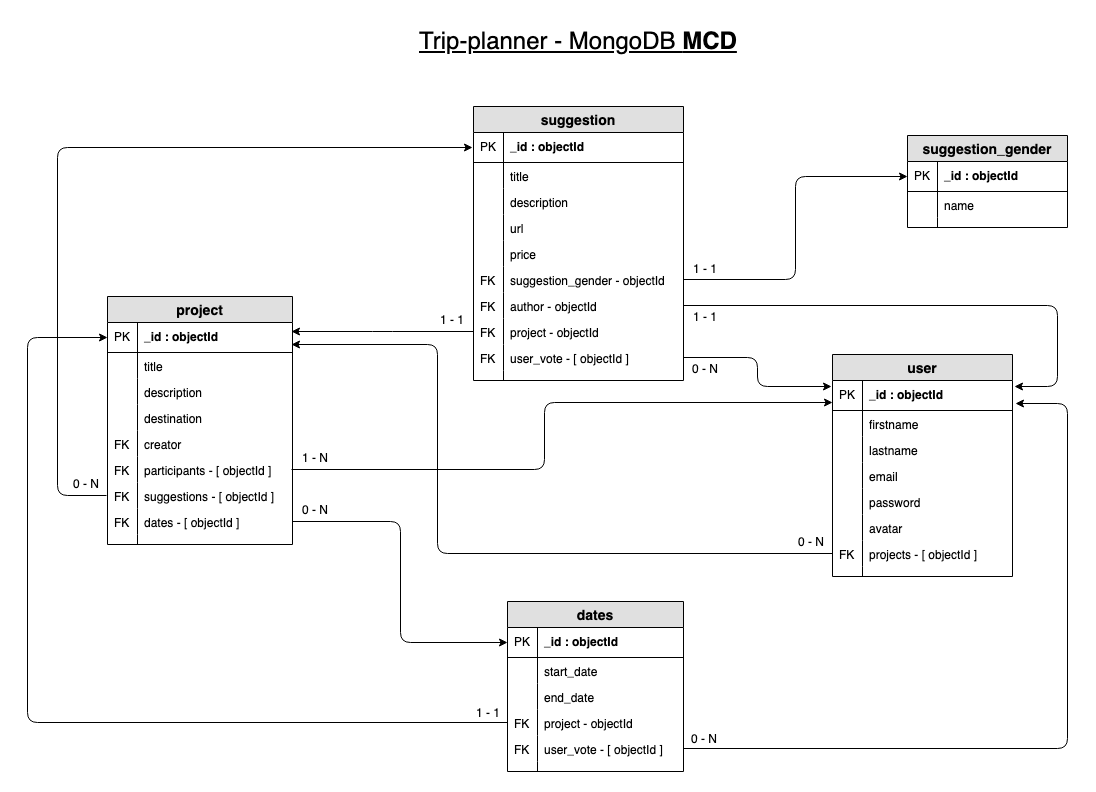 Trip-planner - MongoDB MCD
suggestion
PK _id : objectId
title
description
url
price
FK suggestion_gender - objectId
FK author - objectId
FK project - objectId
FK user_vote - [ objectId ]
1 - 1
1 - 1
1 - 1
0 - N
suggestion_gender
PK _id : objectId
name
project
PK _id : objectId
title
description
destination
FK creator
FK participants - [ objectId ]
FK suggestions - [ objectId ]
FK dates - [ objectId ]
1 - N
0 - N
0 - N
user
PK _id : objectId
firstname
lastname
email
password
avatar
FK projects - [ objectId ]
0 - N
dates
PK _id : objectId
start_date
end_date
FK project - objectId
FK user_vote - [ objectId ]
1 - 1
0 - N